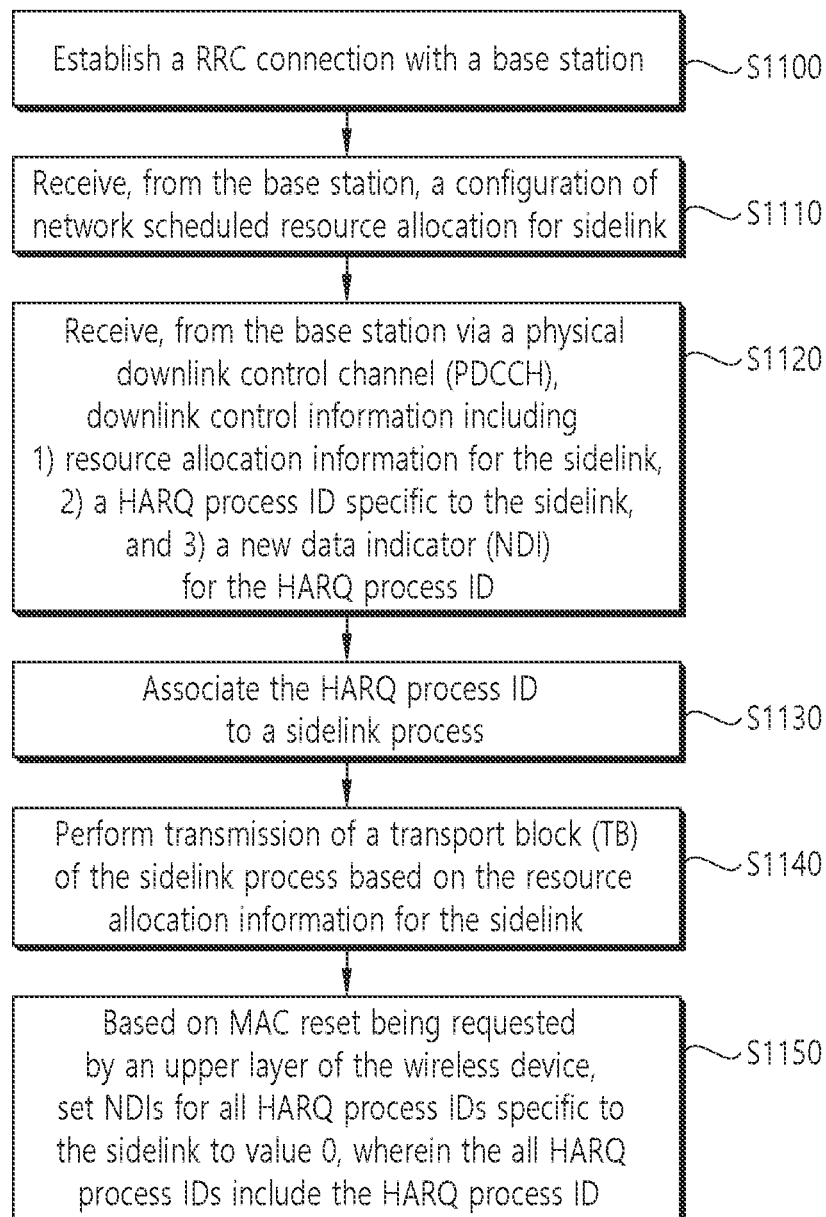 Establish a RRC connection with a base station
S1100
Receive, from the base station, a configuration of
network scheduled resource allocation for sidelink
S1110
Receive, from the base station via a physical
downlink control channel (PDCCH),
downlink control information including
1) resource allocation information for the sidelink,
2) a HARQ process ID specific to the sidelink,
and 3) a new data indicator (NDI)
for the HARQ process ID
S1120
Associate the HARQ process ID
to a sidelink process
S1130
Perform transmission of a transport block (TB)
of the sidelink process based on the resource
allocation information for the sidelink
S1140
Based on MAC reset being requested
by an upper layer of the wireless device,
set NDIs for all HARQ process IDs specific to
the sidelink to value 0, wherein the all HARQ
process IDs include the HARQ process ID
S1150